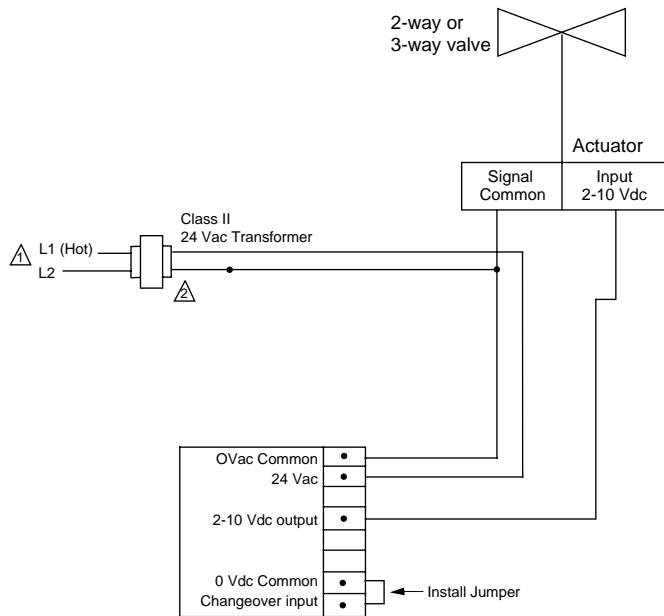 2-way or
3-way valve
Actuator
Signal
Common
Input
2-10 Vdc
Class II
24 Vac Transformer
1
L1 (Hot)
L2
2
OVac Common
24 Vac
2-10 Vdc output
0 Vdc Common
Changeover input
Install Jumper